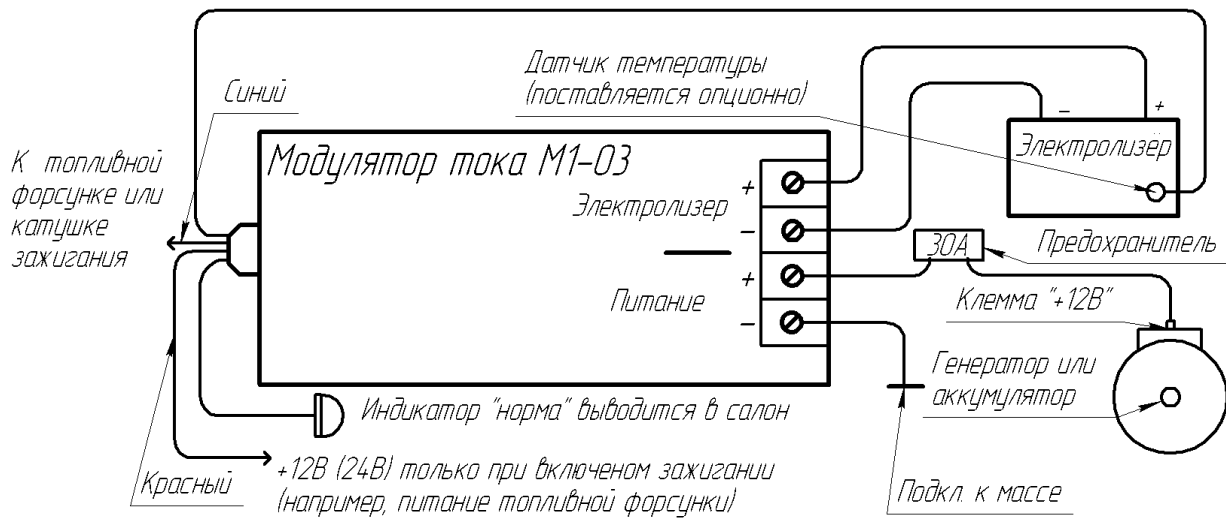 Датчик температуры
(поставляется опционно)
Синий
К топливной
форсунке или
катушке
зажигания
Модулятор тока М1-03
Электролизер
+
−
+
−
Питание
− +
Электролизёр
30А
Предохранитель
Клемма "+12В"
Генератор или
аккумулятор
Индикатор "норма" выводится в салон
Красный
+12В (24В) только при включеном зажигании
(например, питание топливной форсунки)
Подкл. к массе